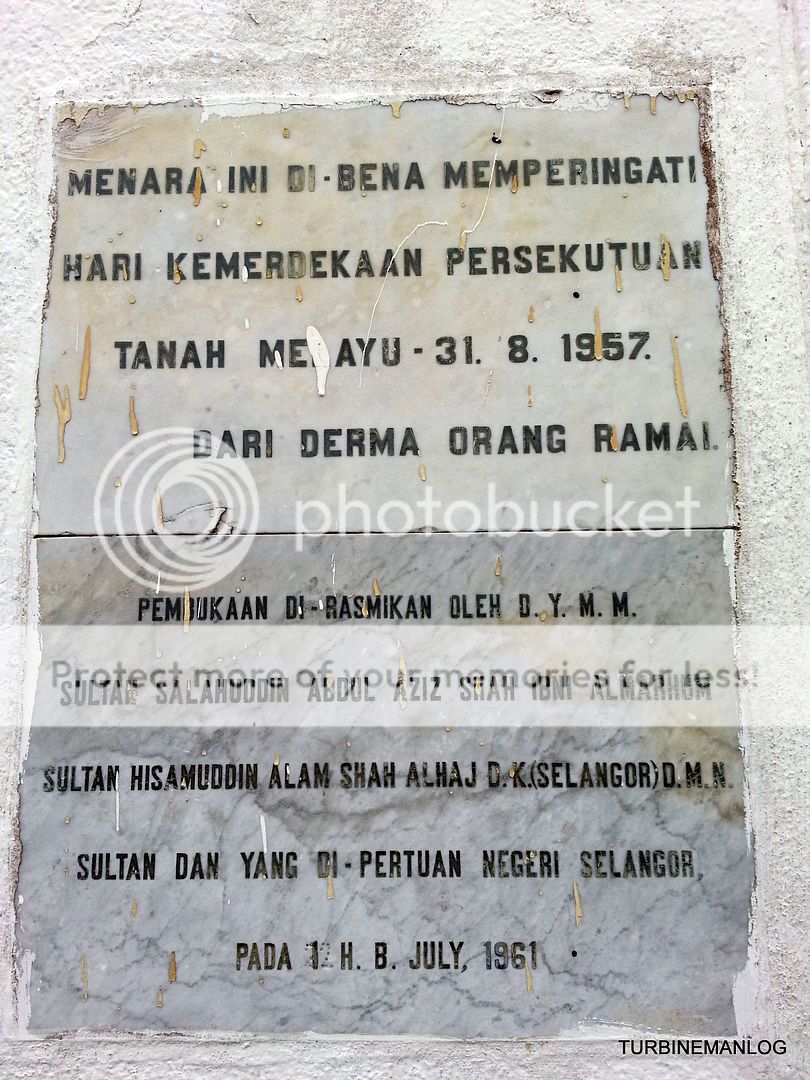 MENARA INI DI-BENA MEMPERINGATI
HARI KEMERDEKAAN PERSEKUTUAN
TANAH MELAYU - 31. 8. 1957.
DARI DERMA ORANG RAMAI.
photobucket
PEMBUKAAN DI-RASMIKAN OLEH D. Y. M. M.
Protect more of your memories for less!
SULTAN SALAHUDDIN ABDUL AZIZ SHAH IBNI ALMARHUM
SULTAN HISAMUDDIN ALAM SHAH ALHAJ D.K.(SELANGOR) D.M.N.
SULTAN DAN YANG DI-PERTUAN NEGERI SELANGOR,
PADA 12 H. B. JULY, 1961
TURBINEMANLOG